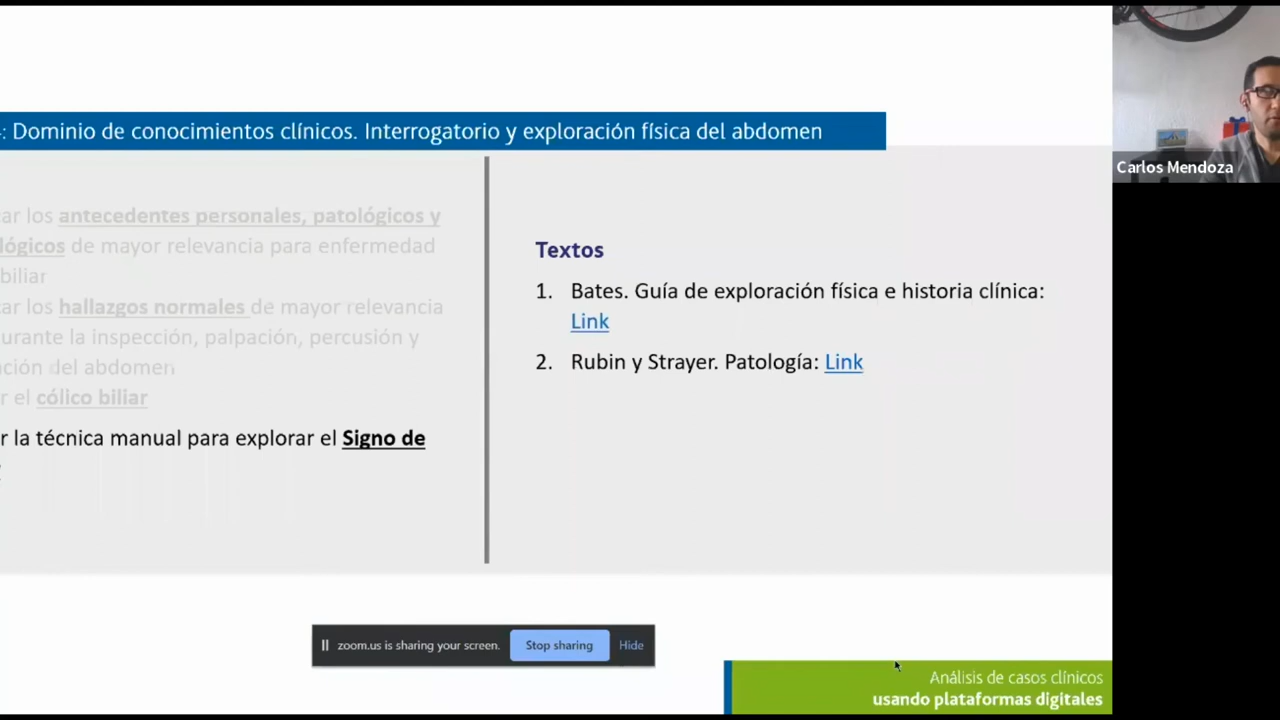 : Dominio de conocimientos clínicos. Interrogatorio y exploración física del abdomen
Carlos Mendoza
ar los antecedentes personales, patológicos y
lógicos de mayor relevancia para enfermedad
biliar
ar los hallazgos normales de mayor relevancia
urante la inspección, palpación, percusión y
ación del abdomen
r el cólico biliar
r la técnica manual para explorar el Signo de
Textos
1. Bates. Guía de exploración física e historia clínica:
Link
2. Rubin y Strayer. Patología: Link
zoom.us is sharing your screen. Stop sharing Hide
Análisis de casos clínicos
usando plataformas digitales